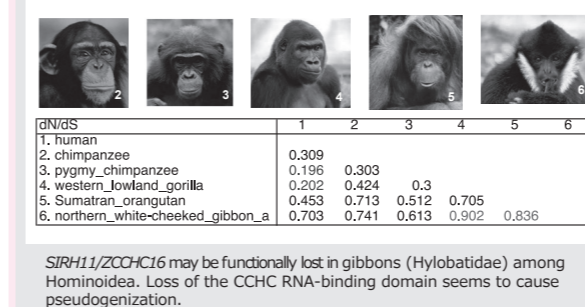 2 3 4 5 6
dN/dS 1 2 3 4 5 6
1. human
2. chimpanzee 0.309
3. pygmy_chimpanzee 0.196 0.303
4. western_lowland_gorilla 0.202 0.424 0.3
5. Sumatran_orangutan 0.453 0.713 0.512 0.705
6. northern_white-cheeked_gibbon_a 0.703 0.741 0.613 0.902 0.836
SIRH11/ZCCHC16 may be functionally lost in gibbons (Hylobatidae) among
Hominoidea. Loss of the CCHC RNA-binding domain seems to cause
pseudogenization.